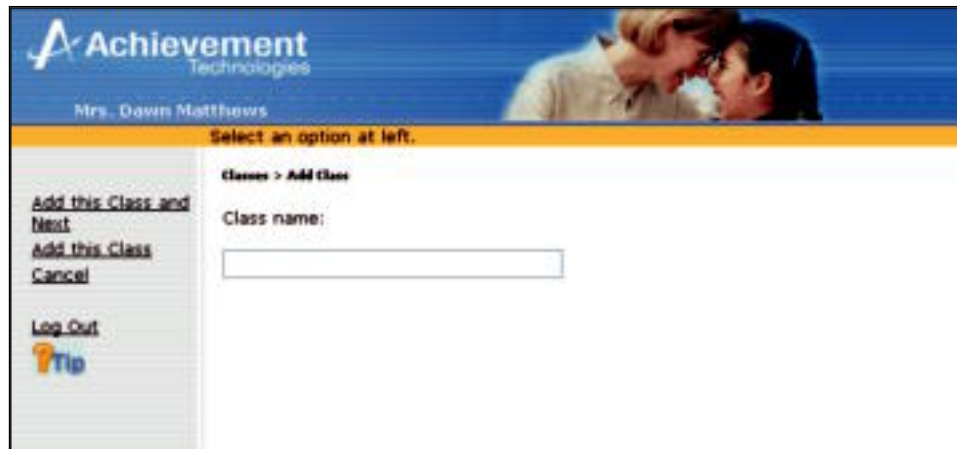 Achievement
Technologies
Mrs. Dawn Matthews
Select an option at left.
Classes > Add Class
Add this Class and
Next
Add this Class
Cancel
Log Out
?Tip
Class name: